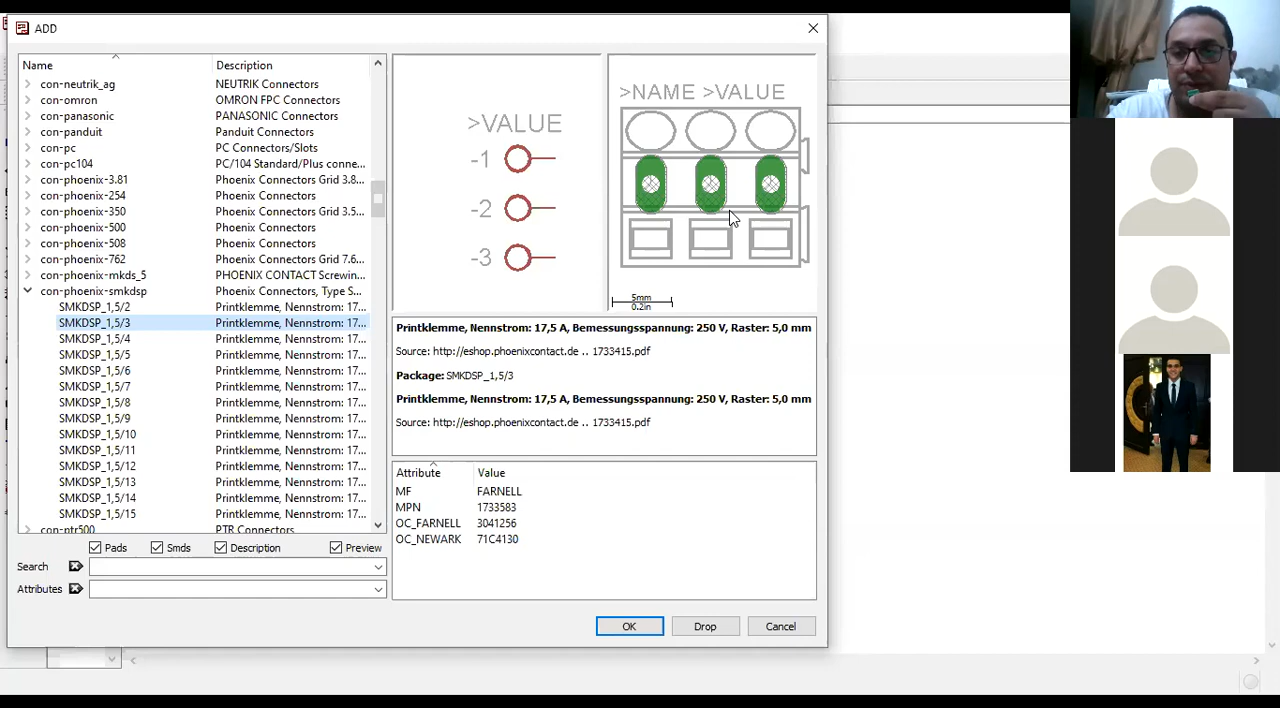 ADD
Name Description
con-neutrik_ag NEUTRIK Connectors
con-omron OMRON FPC Connectors
con-panasonic PANASONIC Connectors
con-panduit Panduit Connectors
con-pc PC Connectors/Slots
con-pc104 PC/104 Standard/Plus conne...
con-phoenix-3.81 Phoenix Connectors Grid 3.8...
con-phoenix-254 Phoenix Connectors
con-phoenix-350 Phoenix Connectors Grid 3.5...
con-phoenix-500 Phoenix Connectors
con-phoenix-508 Phoenix Connectors
con-phoenix-762 Phoenix Connectors Grid 7.6...
con-phoenix-mkds_5 PHOENIX CONTACT Screwin...
con-phoenix-smkdsp Phoenix Connectors, Type S...
SMKDSP_1,5/2 Printklemme, Nennstrom: 17...
SMKDSP_1,5/3 Printklemme, Nennstrom: 17...
SMKDSP_1,5/4 Printklemme, Nennstrom: 17...
SMKDSP_1,5/5 Printklemme, Nennstrom: 17...
SMKDSP_1,5/6 Printklemme, Nennstrom: 17...
SMKDSP_1,5/7 Printklemme, Nennstrom: 17...
SMKDSP_1,5/8 Printklemme, Nennstrom: 17...
SMKDSP_1,5/9 Printklemme, Nennstrom: 17...
SMKDSP_1,5/10 Printklemme, Nennstrom: 17...
SMKDSP_1,5/11 Printklemme, Nennstrom: 17...
SMKDSP_1,5/12 Printklemme, Nennstrom: 17...
SMKDSP_1,5/13 Printklemme, Nennstrom: 17...
SMKDSP_1,5/14 Printklemme, Nennstrom: 17...
SMKDSP_1,5/15 Printklemme, Nennstrom: 17...
con-ptr500 PTR Connectors
Pads Smds Description Preview
Search
Attributes
>VALUE
-1
-2
-3
>NAME >VALUE
5mm
0.2in
Printklemme, Nennstrom: 17,5 A, Bemessungsspannung: 250 V, Raster: 5,0 mm
Source: http://eshop.phoenixcontact.de .. 1733415.pdf
Package: SMKDSP_1,5/3
Printklemme, Nennstrom: 17,5 A, Bemessungsspannung: 250 V, Raster: 5,0 mm
Source: http://eshop.phoenixcontact.de .. 1733415.pdf
Attribute Value
MF FARNELL
MPN 1733583
OC_FARNELL 3041256
OC_NEWARK 71C4130
OK Drop Cancel